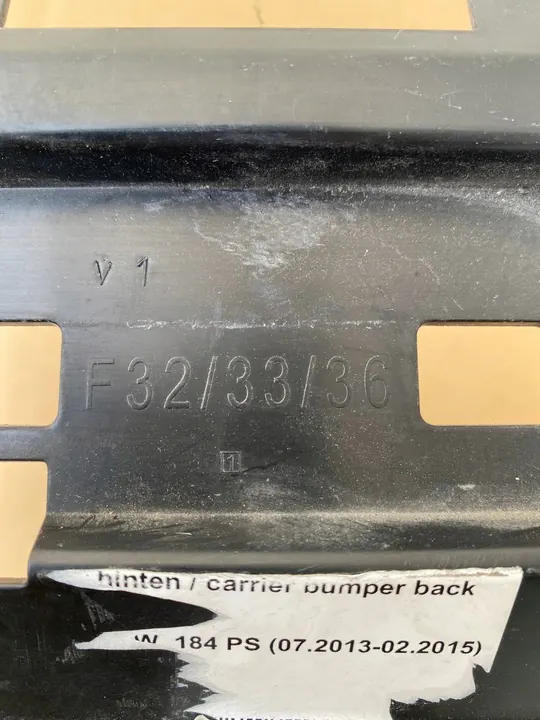 V 1
F32/33/36
1
hinten / carrier bumper back
W 184 PS (07.2013-02.2015)